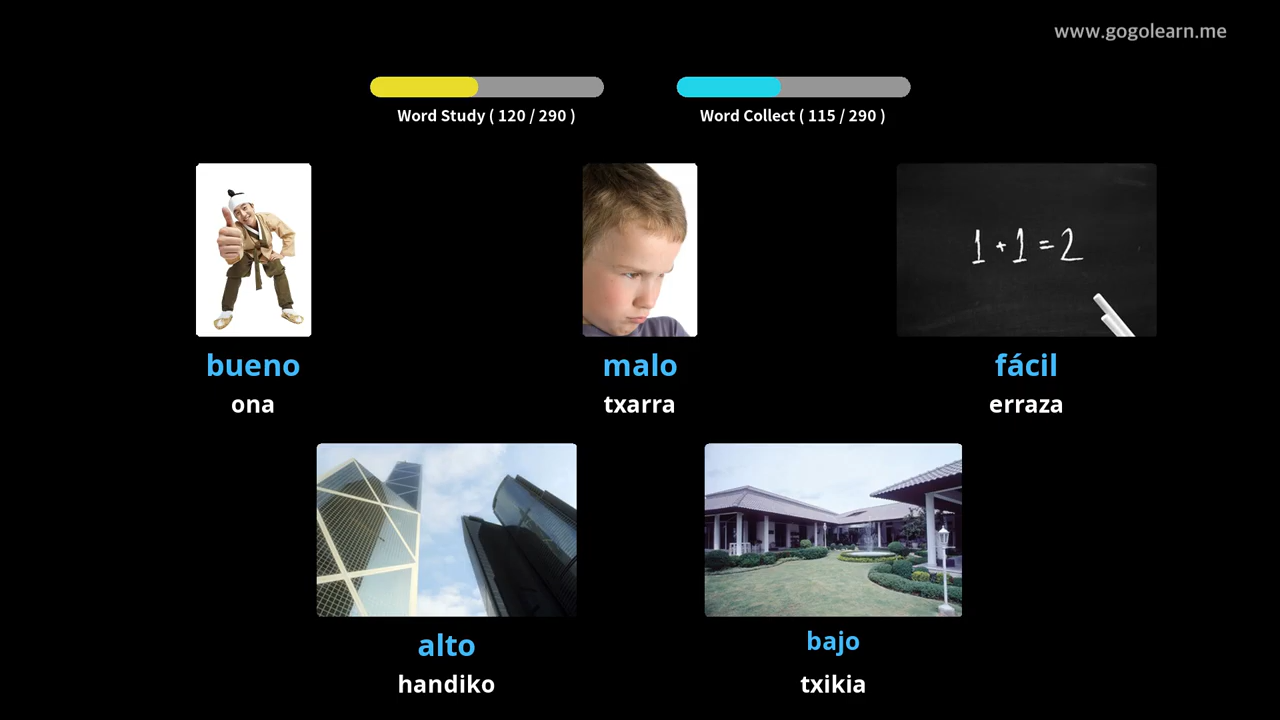 www.gogolearn.me
Word Study ( 120 / 290 )
Word Collect ( 115 / 290 )
1 + 1 = 2
bueno
malo
fácil
ona
txarra
erraza
alto
bajo
handiko
txikia